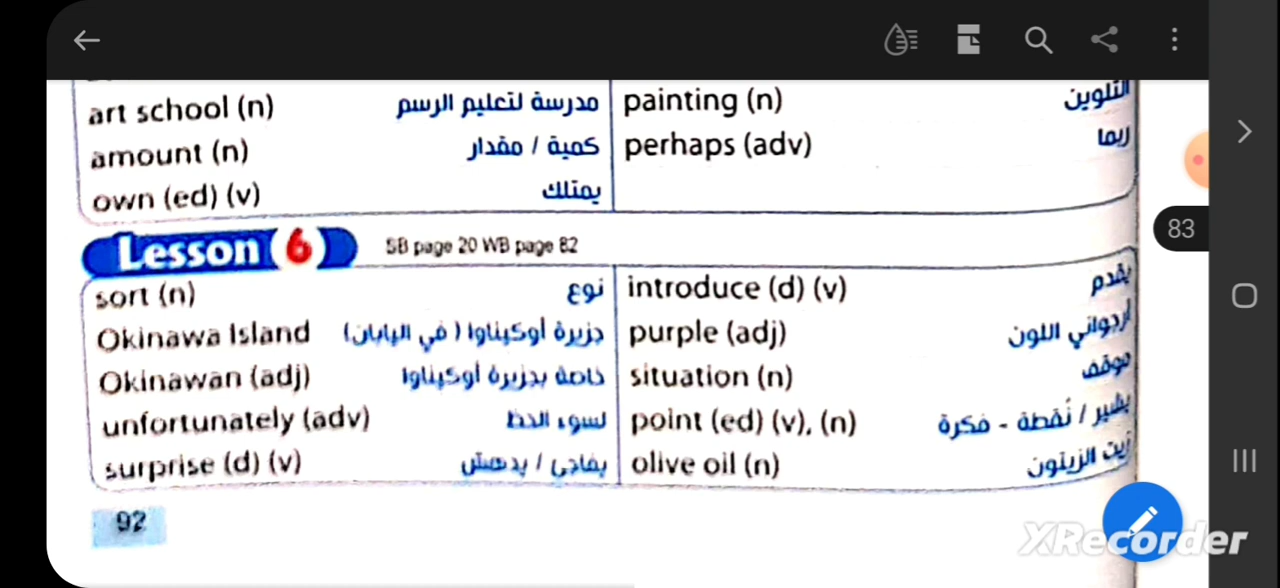 art school (n) مدرسة لتعليم الرسم painting (n) التلوين
amount (n) كمية / مقدار perhaps (adv) ربما
own (ed) (v) يمتلك
Lesson (6) SB page 20 WB page 82
sort (n) نوع introduce (d) (v) يقدم
Okinawa Island جزيرة أوكيناوا (في اليابان) purple (adj) أرجواني اللون
Okinawan (adj) خاصة بجزيرة أوكيناوا situation (n) موقف
unfortunately (adv) لسوء الحظ point (ed) (v), (n) يشير / نُقطة - فكرة
surprise (d) (v) يفاجئ / يدهش olive oil (n) زيت الزيتون
92
83
XRecorder